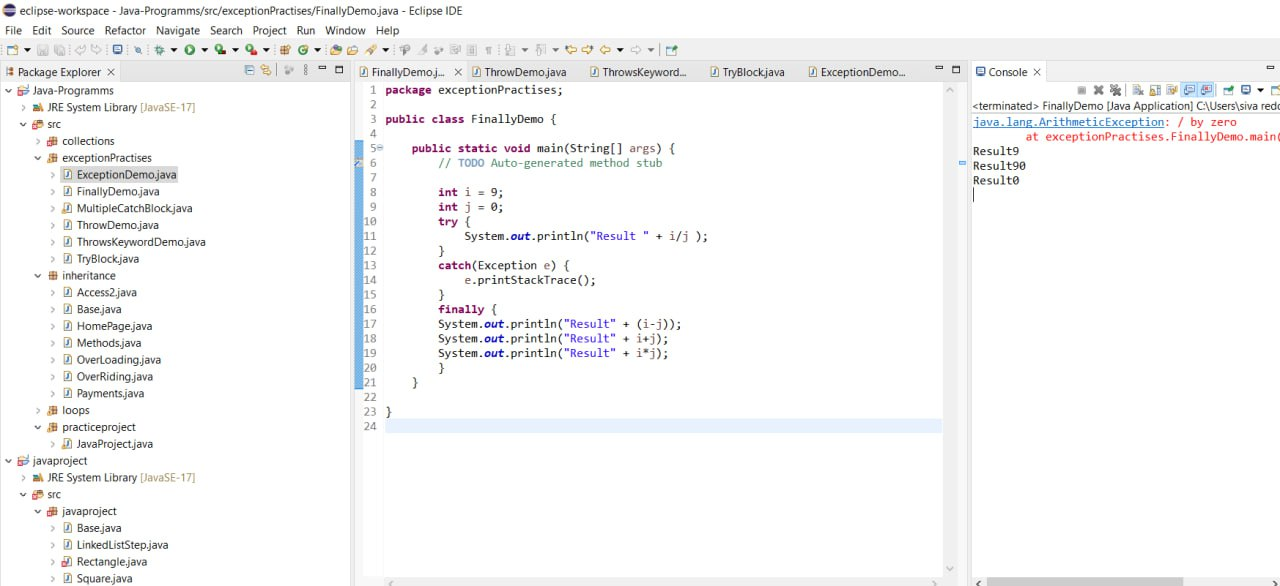 eclipse-workspace - Java-Programms/src/exceptionPractises/FinallyDemo.java - Eclipse IDE
File Edit Source Refactor Navigate Search Project Run Window Help
Package Explorer
Java-Programms
JRE System Library [JavaSE-17]
src
collections
exceptionPractises
ExceptionDemo.java
FinallyDemo.java
MultipleCatchBlock.java
ThrowDemo.java
ThrowsKeywordDemo.java
TryBlock.java
inheritance
Access2.java
Base.java
HomePage.java
Methods.java
OverLoading.java
OverRiding.java
Payments.java
loops
practiceproject
JavaProject.java
javaproject
JRE System Library [JavaSE-17]
src
javaproject
Base.java
LinkedListStep.java
Rectangle.java
Square.java
FinallyDemo.j... ThrowDemo.java ThrowsKeyword... TryBlock.java ExceptionDemo...
1 package exceptionPractises;
2
3 public class FinallyDemo {
4
5 public static void main(String[] args) {
6 // TODO Auto-generated method stub
7
8 int i = 9;
9 int j = 0;
10 try {
11 System.out.println("Result " + i/j );
12 }
13 catch(Exception e) {
14 e.printStackTrace();
15 }
16 finally {
17 System.out.println("Result" + (i-j));
18 System.out.println("Result" + i+j);
19 System.out.println("Result" + i*j);
20 }
21 }
22
23 }
24
Console
<terminated> FinallyDemo [Java Application] C:\Users\siva redd
java.lang.ArithmeticException: / by zero
at exceptionPractises.FinallyDemo.main(
Result9
Result90
Result0